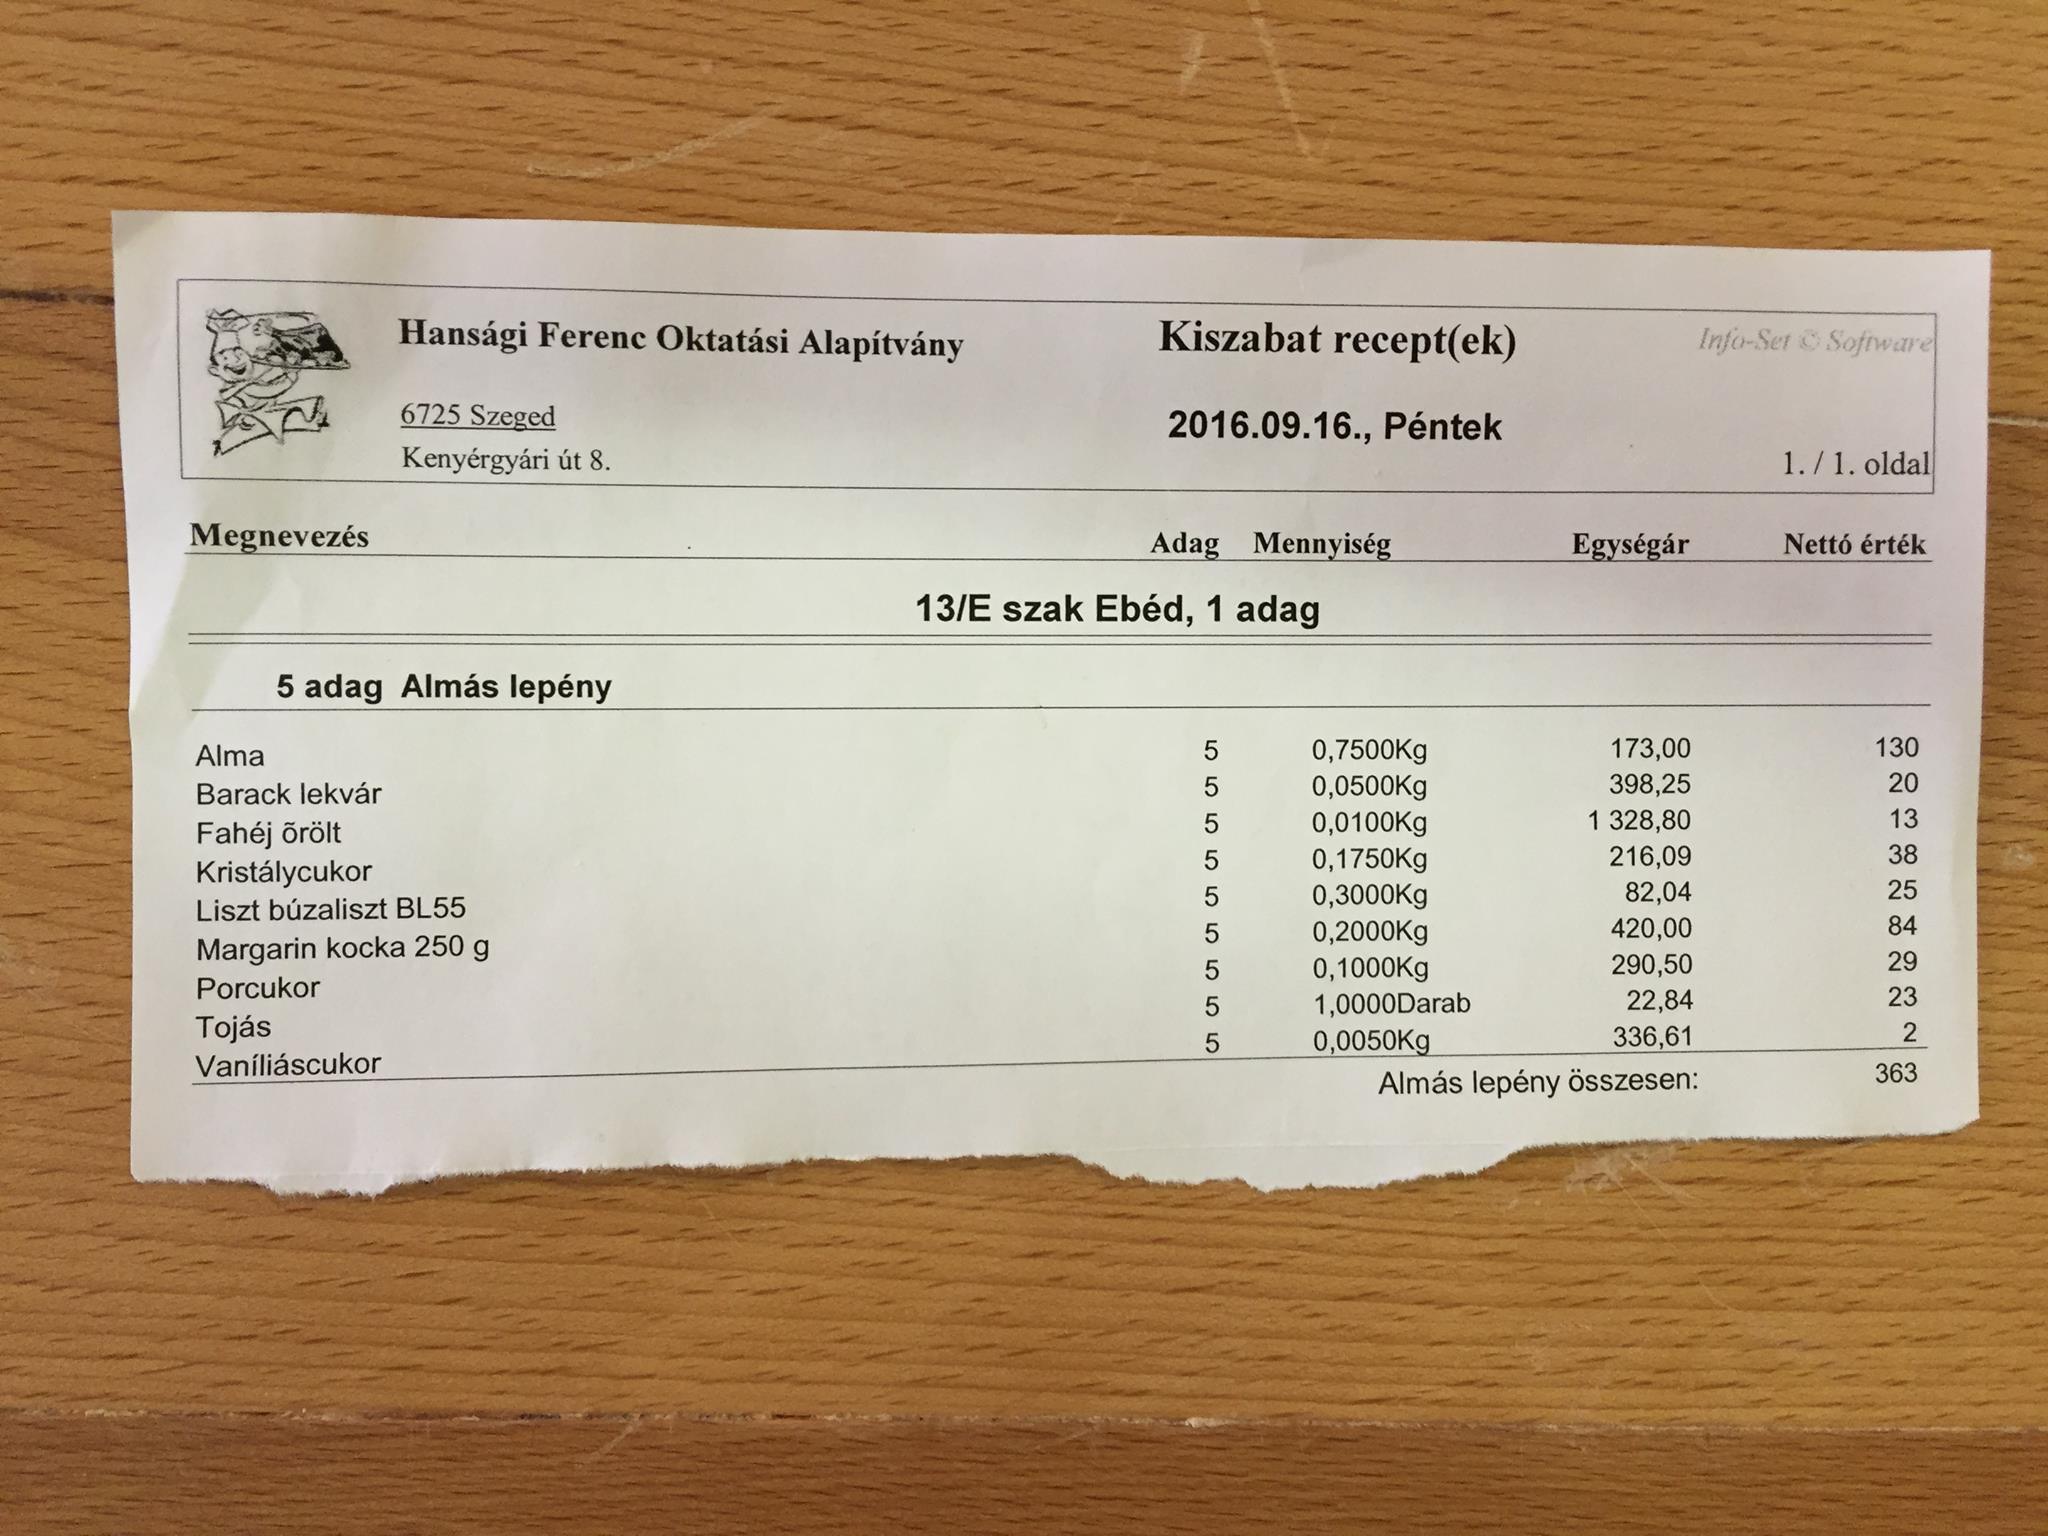 Hansági Ferenc Oktatási Alapítvány
Kiszabat recept(ek)
Info-Set © Software
6725 Szeged
2016.09.16., Péntek
Kenyérgyári út 8.
1. / 1. oldal
Megnevezés Adag Mennyiség Egységár Nettó érték
13/E szak Ebéd, 1 adag
5 adag Almás lepény
Alma 5 0,7500Kg 173,00 130
Barack lekvár 5 0,0500Kg 398,25 20
Fahéj õrölt 5 0,0100Kg 1 328,80 13
Kristálycukor 5 0,1750Kg 216,09 38
Liszt búzaliszt BL55 5 0,3000Kg 82,04 25
Margarin kocka 250 g 5 0,2000Kg 420,00 84
Porcukor 5 0,1000Kg 290,50 29
Tojás 5 1,0000Darab 22,84 23
Vaníliáscukor 5 0,0050Kg 336,61 2
Almás lepény összesen: 363